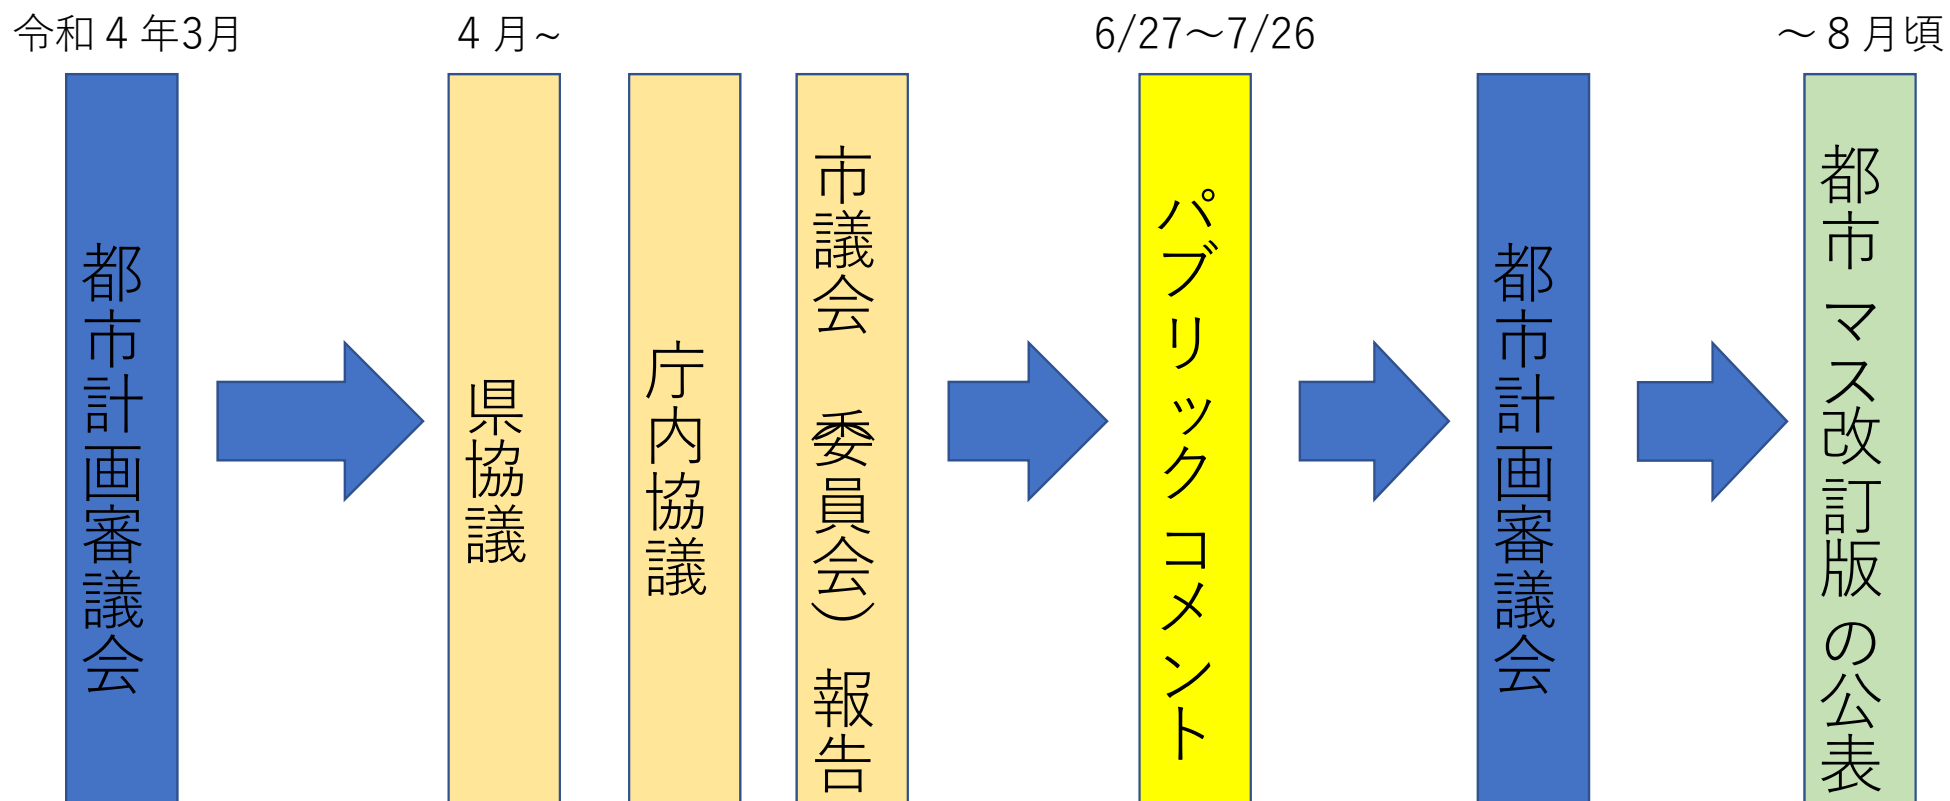 令和４年3月
４月~
6/27～7/26
～８月頃
都市計画審議会
県協議
庁内協議
市議会（委員会）報告
パブリックコメント
都市計画審議会
都市マス改訂版の公表